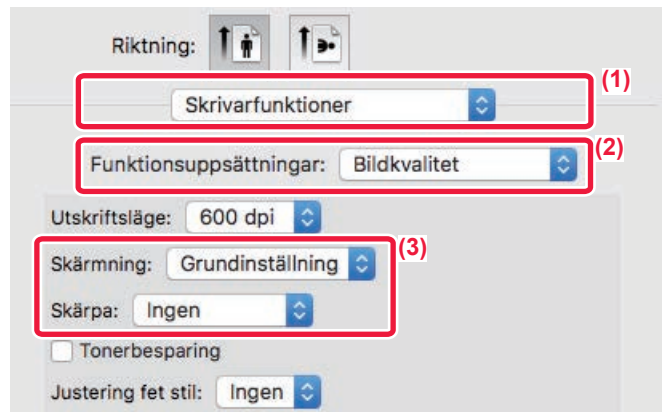 Riktning:
(1)
Skrivarfunktioner
(2)
Funktionsuppsättningar: Bildkvalitet
Utskriftsläge: 600 dpi
(3)
Skärmning: Grundinställning
Skärpa: Ingen
Tonerbesparing
Justering fet stil: Ingen